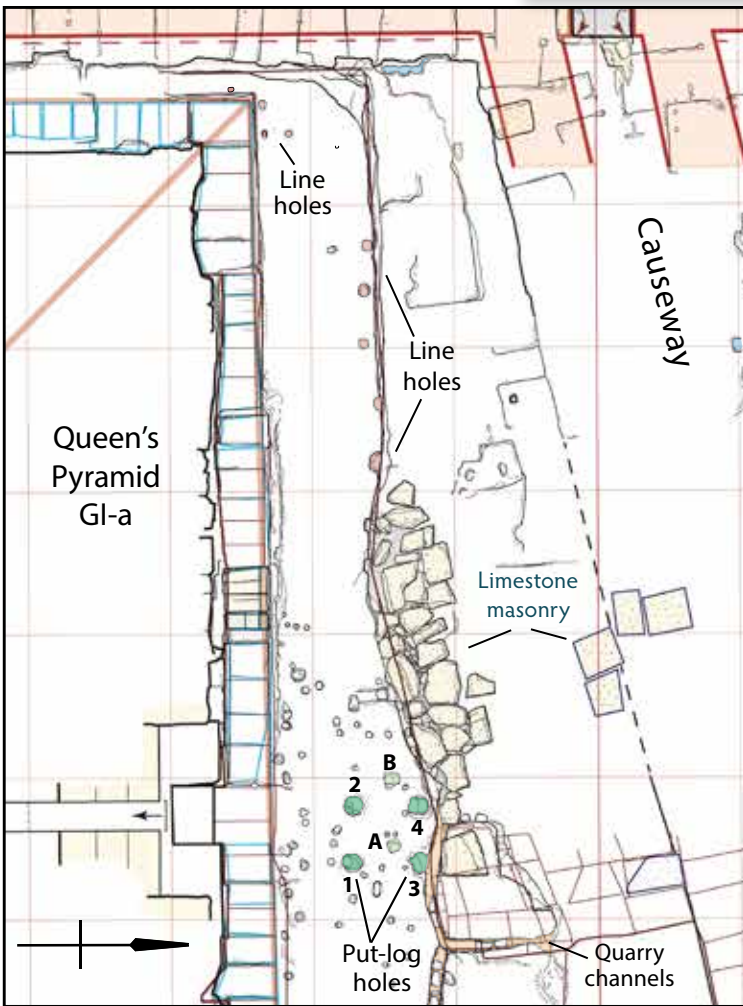 Line
holes
Causeway
Line
holes
Queen's
Pyramid
GI-a
Limestone
masonry
B
2
4
A
1
3
Put-log
holes
Quarry
channels